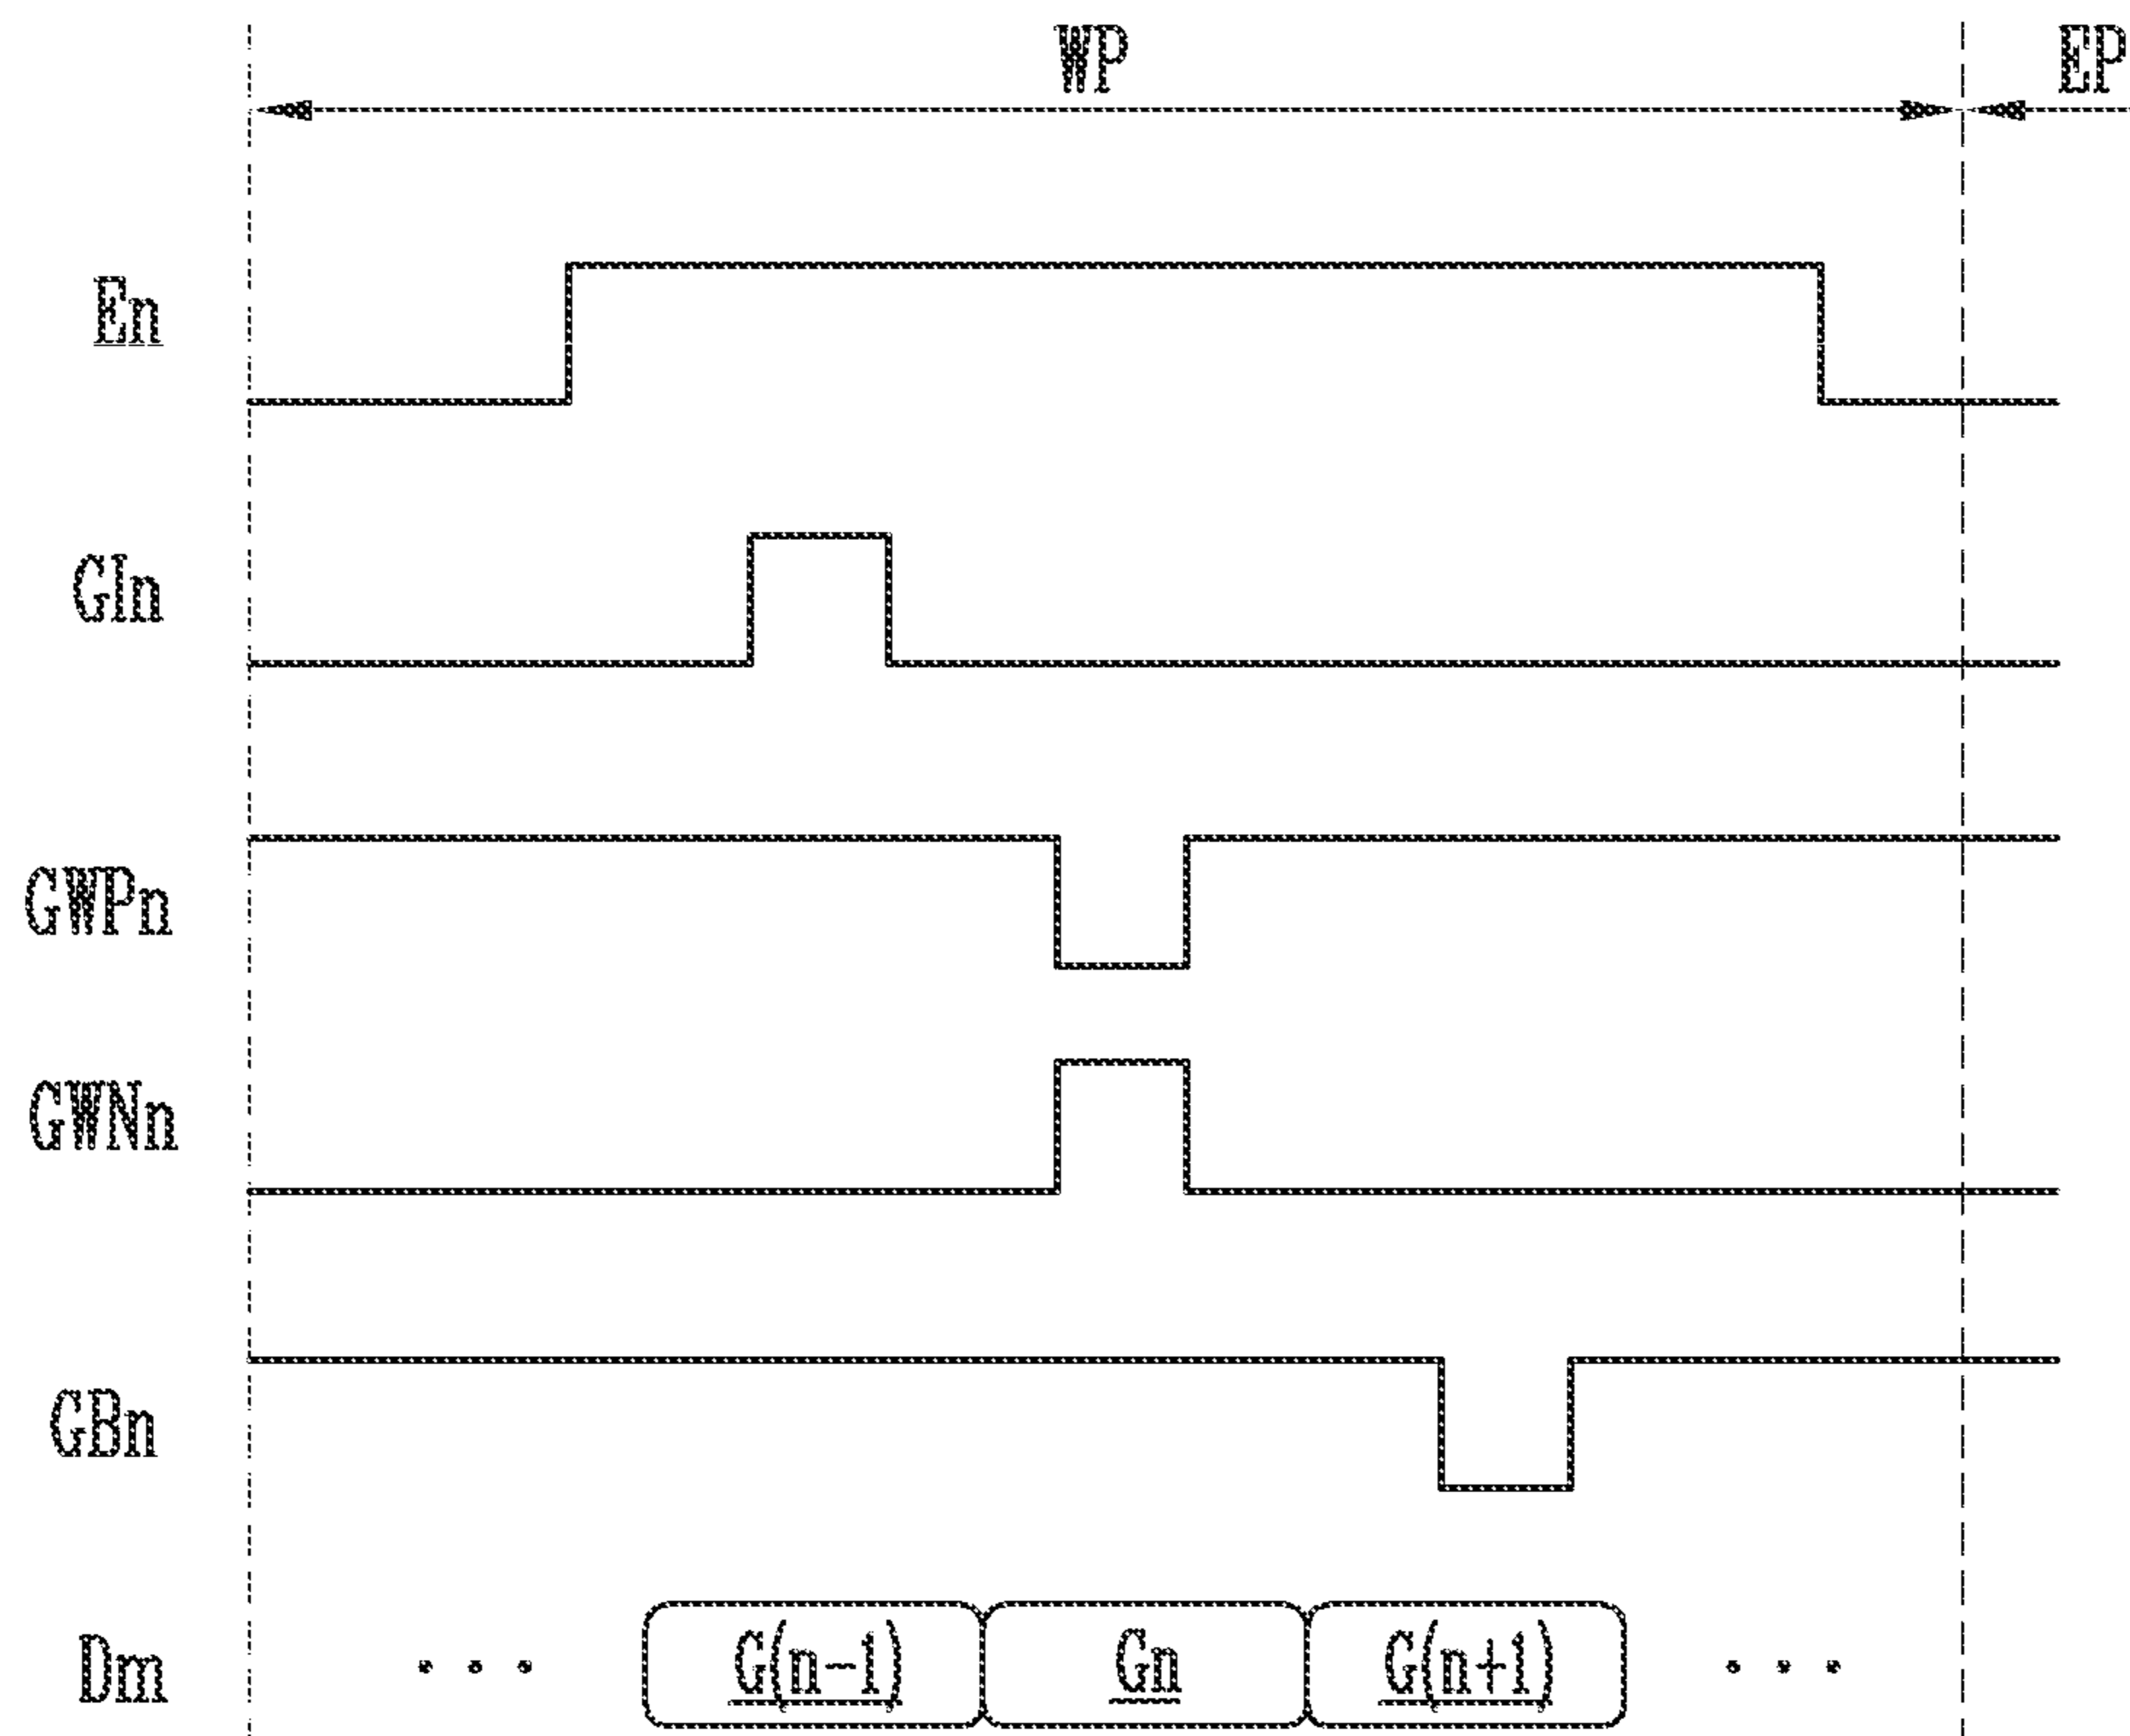 WP EP
En
GIn
GWPn
GWNn
GBn
Dm ... G(n-1) Gn G(n+1) ...